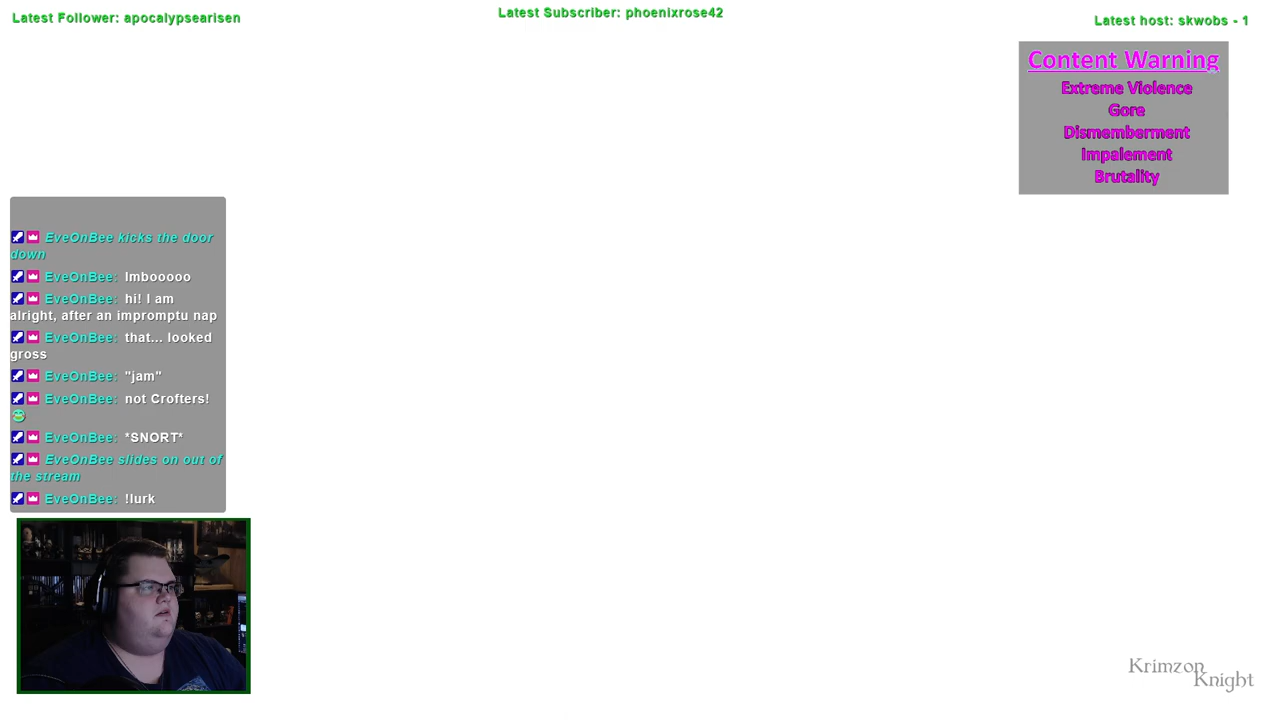 Latest Follower: apocalypsearisen
Latest Subscriber: phoenixrose42
Latest host: skwobs - 1
Content Warning
Extreme Violence
Gore
Dismemberment
Impalement
Brutality
EveOnBee kicks the door
down
EveOnBee: Imbooooo
EveOnBee: hi! I am
alright, after an impromptu nap
EveOnBee: that... looked
gross
EveOnBee: "jam"
EveOnBee: not Crofters!
EveOnBee: *SNORT*
EveOnBee slides on out of
the stream
EveOnBee: !lurk
Krimzon
Knight